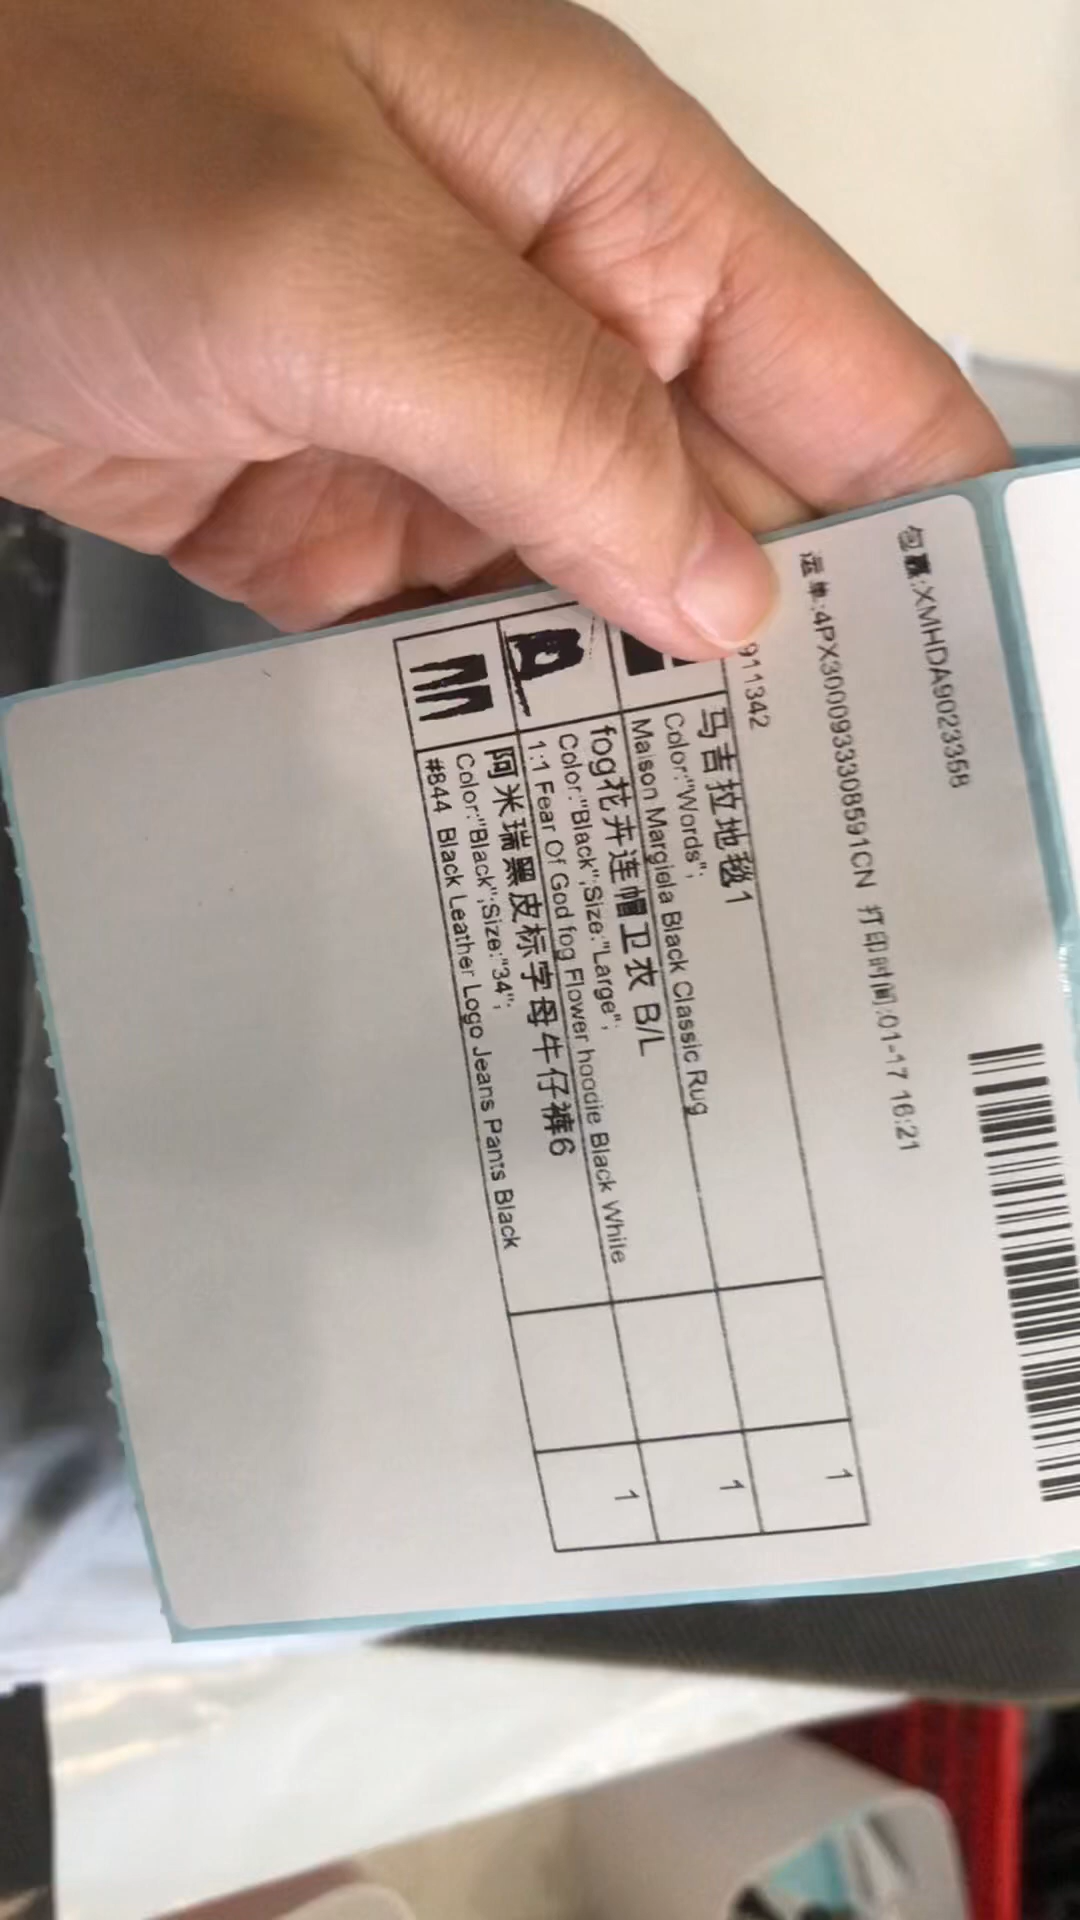 包裹:XMHDA9023358
运单:4PX3000933308591CN 打印时间:01-17 16:21
911342
马吉拉地毯1
Color:"Words";
Maison Margiela Black Classic Rug
1
fog花卉连帽卫衣 B/L
Color:"Black";Size:"Large";
1:1 Fear Of God fog Flower hoodie Black While
1
阿米瑞黑皮标字母牛仔裤6
Color:"Black";Size:"34";
#844 Black Leather Logo Jeans Pants Black
1